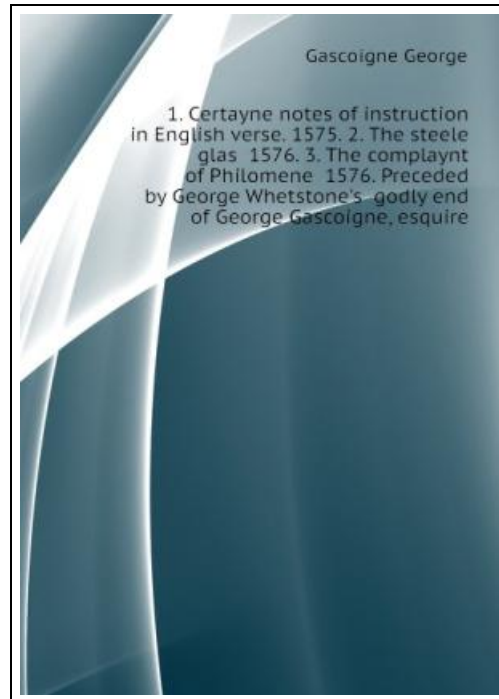 Gascoigne George
1. Certayne notes of instruction
in English verse. 1575. 2. The steele
glas 1576. 3. The complaynt
of Philomene 1576. Preceded
by George Whetstone's godly end
of George Gascoigne, esquire